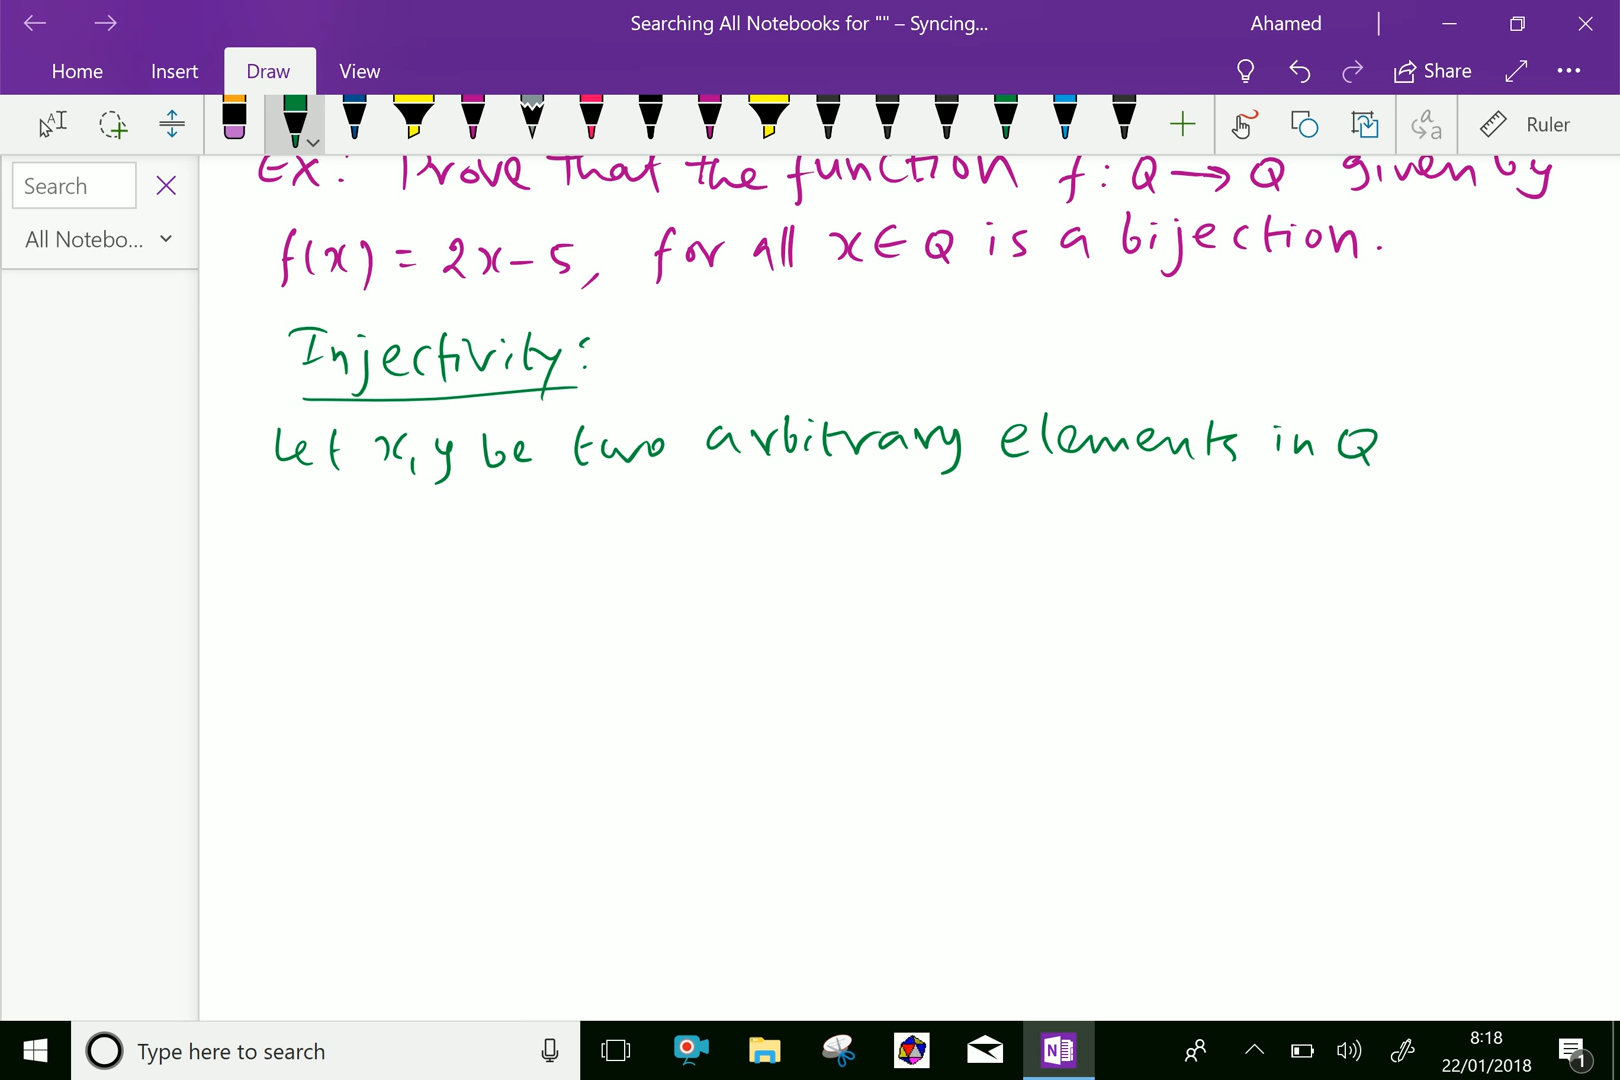 Searching All Notebooks for "" – Syncing...
Ahamed
Home Insert Draw View
Share
Ruler
Search
All Notebo...
Ex: Prove that the function f: Q → Q given by
f(x) = 2x - 5, for all x ∈ Q is a bijection.
Injectivity:
Let x, y be two arbitrary elements in Q
Type here to search
8:18
22/01/2018
1